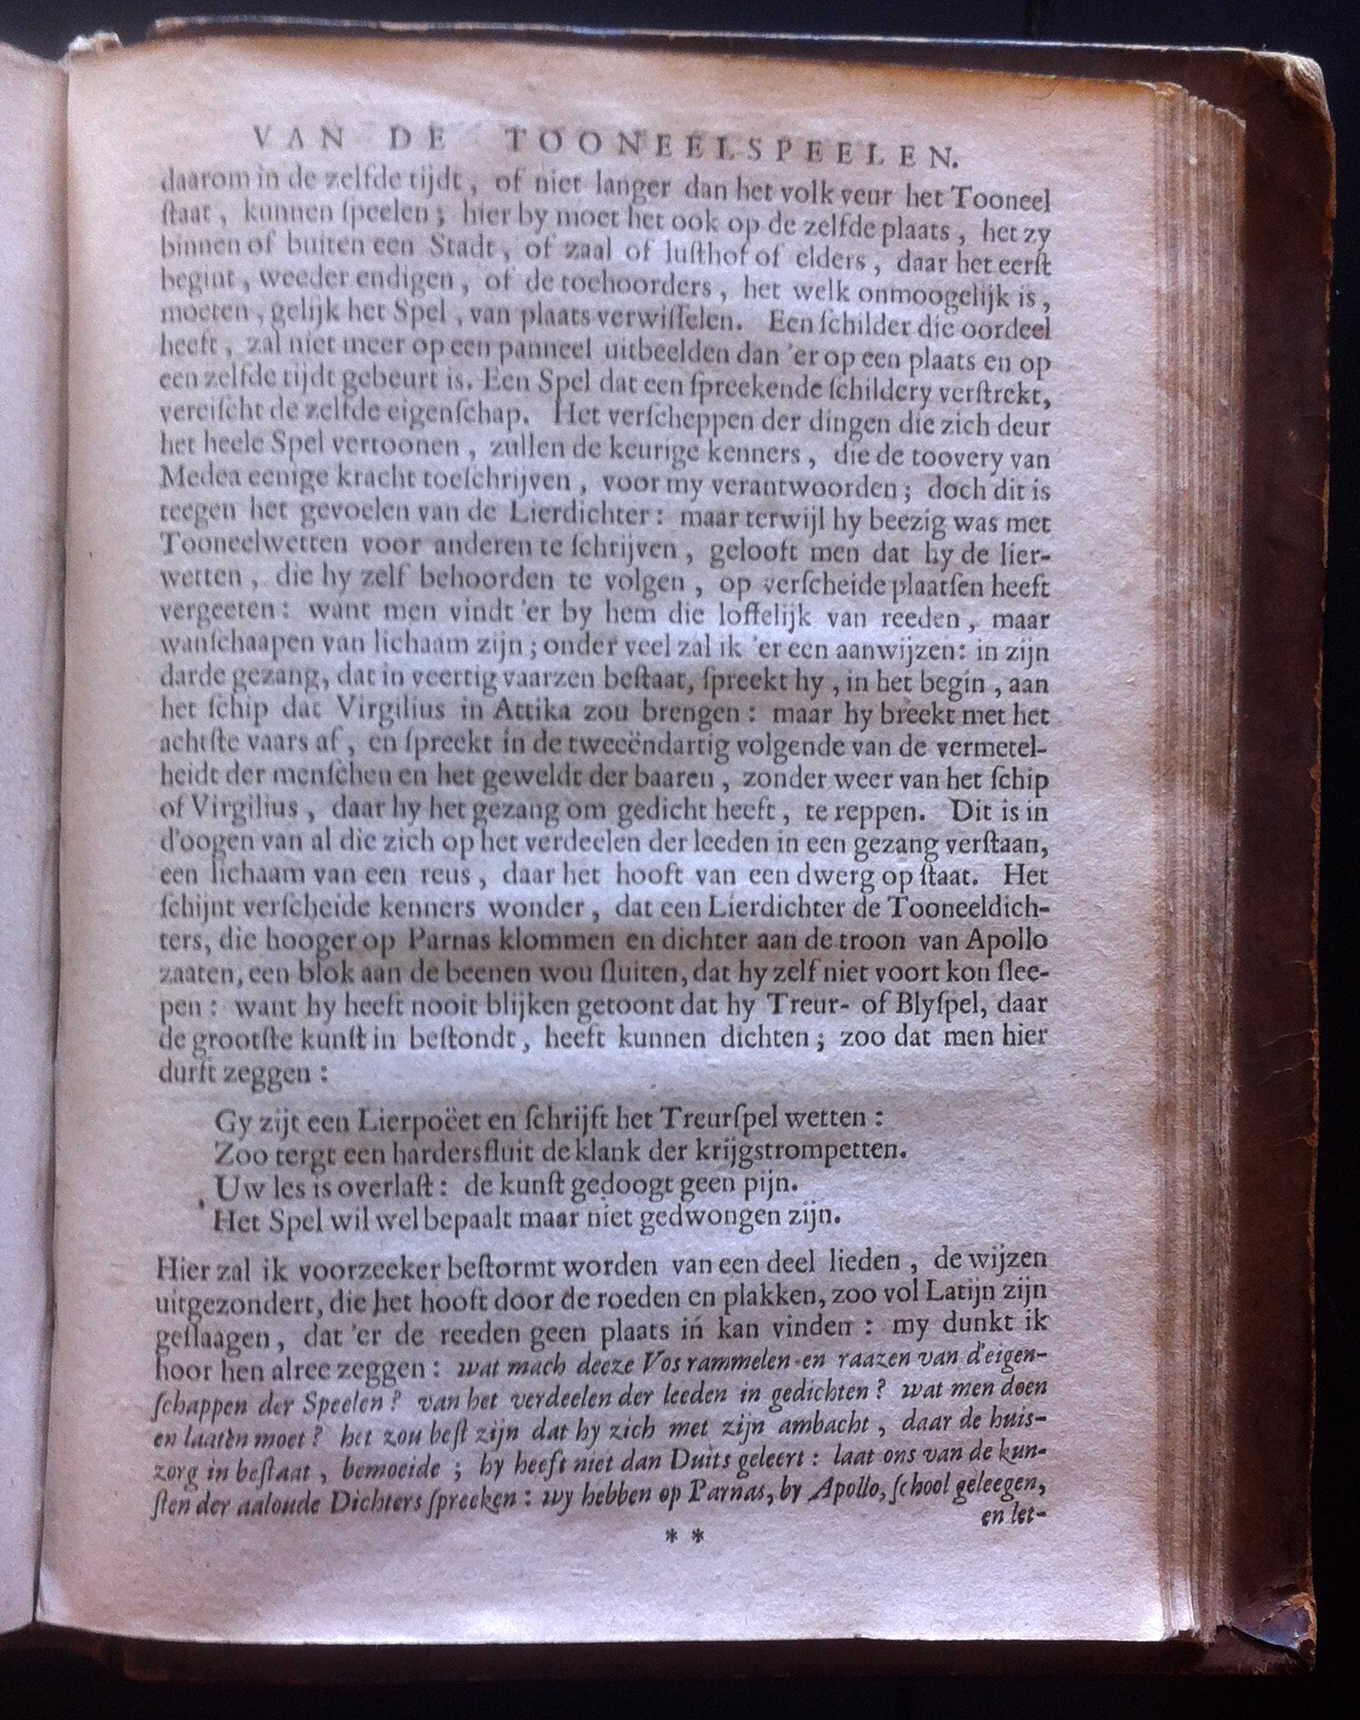 VAN DE TOONEELSPEELEN.
daarom in de zelfde tijdt, of niet langer dan het volk veur het Tooneel
ſtaat, kunnen ſpeelen; hier by moet het ook op de zelfde plaats, het zy
binnen of buiten een Stadt, of zaal of luſthof of elders, daar het eerſt
begint, weeder endigen, of de toehoorders, het welk onmoogelijk is,
moeten, gelijk het Spel, van plaats verwiſſelen. Een ſchilder die oordeel
heeft, zal niet meer op een panneel uitbeelden dan 'er op een plaats en op
een zelfde tijdt gebeurt is. Een Spel dat een ſpreekende ſchildery verſtrekt,
vereiſcht de zelfde eigenſchap. Het verſcheppen der dingen die zich deur
het heele Spel vertoonen, zullen de keurige kenners, die de toovery van
Medea eenige kracht toeſchrijven, voor my verantwoorden; doch dit is
teegen het gevoelen van de Lierdichter: maar terwijl hy beezig was met
Tooneelwetten voor anderen te ſchrijven, gelooft men dat hy de lier-
wetten, die hy zelf behoorden te volgen, op verſcheide plaatſen heeft
vergeeten: want men vindt 'er by hem die loffelijk van reeden, maar
wanſchaapen van lichaam zijn; onder veel zal ik 'er een aanwijzen: in zijn
darde gezang, dat in veertig vaarzen beſtaat, ſpreekt hy, in het begin, aan
het ſchip dat Virgilius in Attika zou brengen: maar hy breekt met het
achtſte vaars af, en ſpreekt in de tweeëndartig volgende van de vermetel-
heidt der menſchen en het geweldt der baaren, zonder weer van het ſchip
of Virgilius, daar hy het gezang om gedicht heeft, te reppen. Dit is in
d'oogen van al die zich op het verdeelen der leeden in een gezang verſtaan,
een lichaam van een reus, daar het hooft van een dwerg op ſtaat. Het
ſchijnt verſcheide kenners wonder, dat een Lierdichter de Tooneeldich-
ters, die hooger op Parnas klommen en dichter aan de troon van Apollo
zaaten, een blok aan de beenen wou ſluiten, dat hy zelf niet voort kon ſlee-
pen: want hy heeft nooit blijken getoont dat hy Treur- of Blyſpel, daar
de grootſte kunſt in beſtondt, heeft kunnen dichten; zoo dat men hier
durft zeggen:
Gy zijt een Lierpoëet en ſchrijft het Treurſpel wetten:
Zoo tergt een hardersfluit de klank der krijgstrompetten.
Uw les is overlaſt: de kunſt gedoogt geen pijn.
Het Spel wil wel bepaalt maar niet gedwongen zijn.
Hier zal ik voorzeeker beſtormt worden van een deel lieden, de wijzen
uitgezondert, die het hooft door de roeden en plakken, zoo vol Latijn zijn
geſlaagen, dat 'er de reeden geen plaats in kan vinden: my dunkt ik
hoor hen alree zeggen: wat mach deeze Vos rammelen en raazen van d'eigen-
ſchappen der Speelen? van het verdeelen der leeden in gedichten? wat men doen
en laaten moet? het zou beſt zijn dat hy zich met zijn ambacht, daar de huis-
zorg in beſtaat, bemoeide; hy heeft niet dan Duits geleert: laat ons van de kun-
ſten der aaloude Dichters ſpreeken: wy hebben op Parnas, by Apollo, ſchool geleegen,
en let-
* *